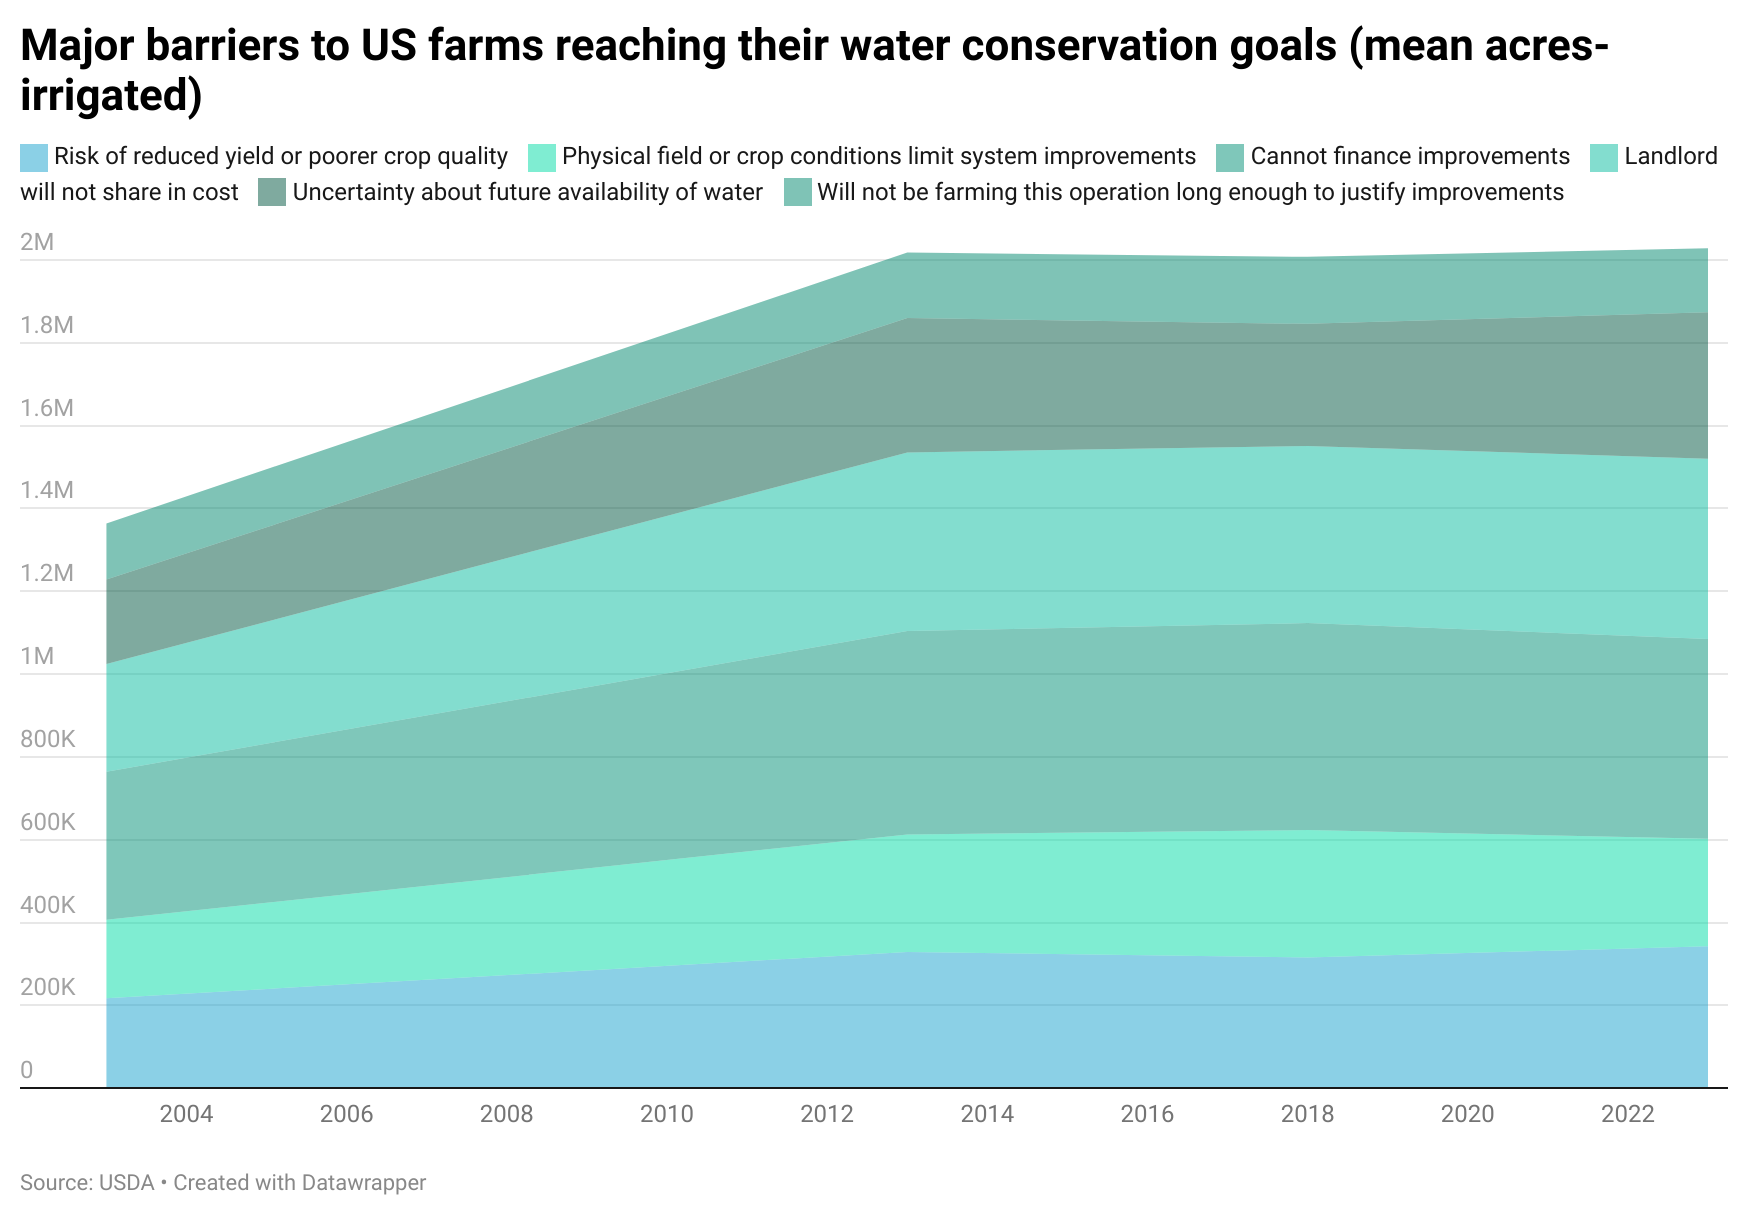 Major barriers to US farms reaching their water conservation goals (mean acres-
irrigated)
Risk of reduced yield or poorer crop quality Physical field or crop conditions limit system improvements Cannot finance improvements Landlord
will not share in cost Uncertainty about future availability of water Will not be farming this operation long enough to justify improvements
2M
1.8M
1.6M
1.4M
1.2M
1M
800K
600K
400K
200K
0
2004 2006 2008 2010 2012 2014 2016 2018 2020 2022
Source: USDA • Created with Datawrapper